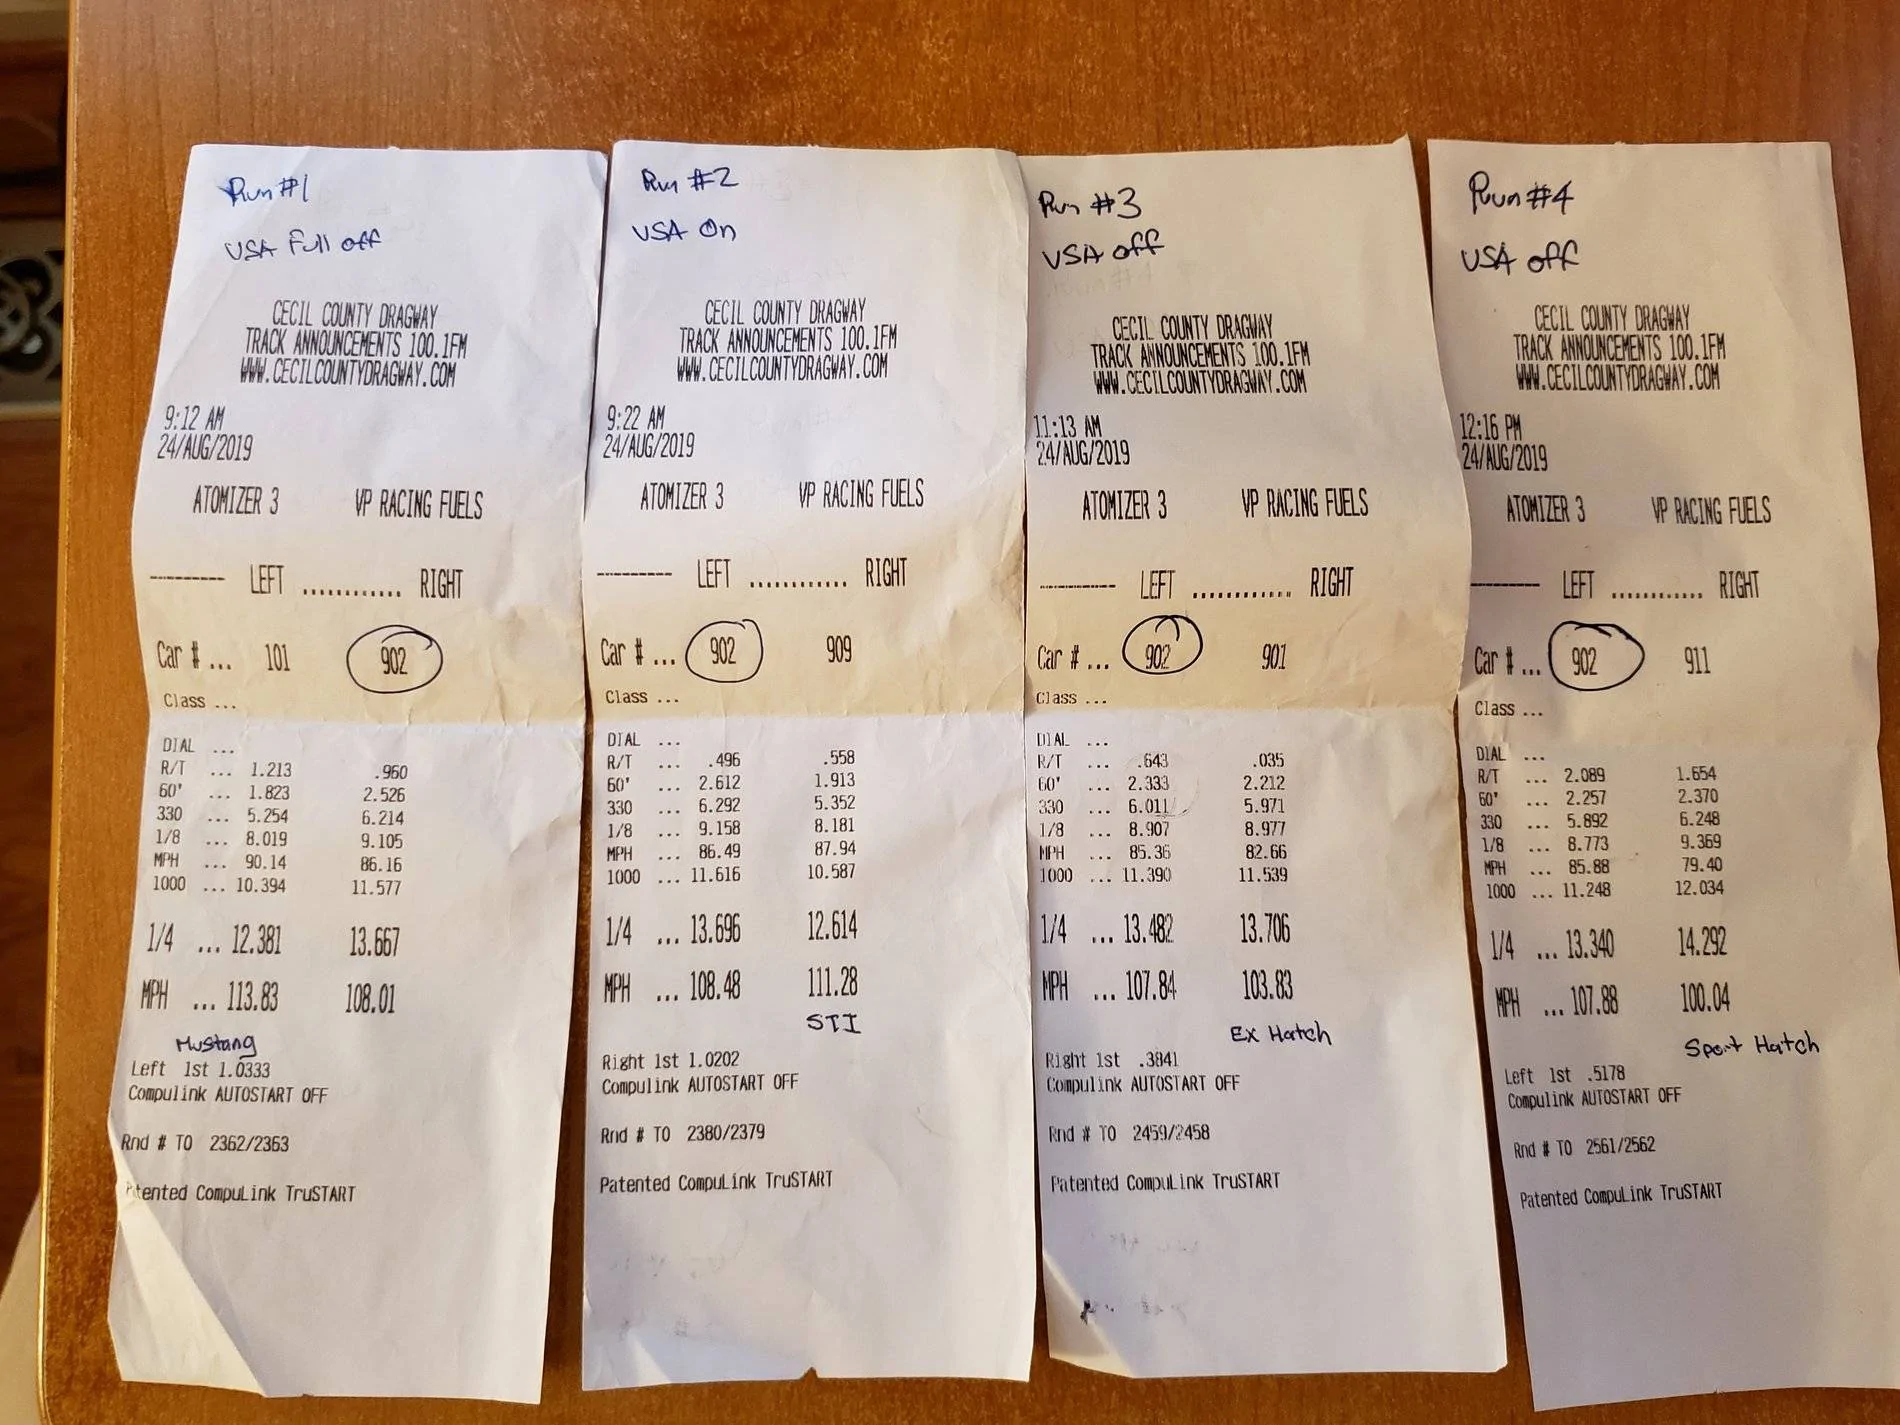 Run #1
VSA Full off
CECIL COUNTY DRAGWAY
TRACK ANNOUNCEMENTS 100.1FM
WWW.CECILCOUNTYDRAGWAY.COM
9:12 AM
24/AUG/2019
ATOMIZER 3 VP RACING FUELS
--------- LEFT ............ RIGHT
Car # ... 101 902
Class ...
DIAL ...
R/T ... 1.213 .960
60' ... 1.823 2.526
330 ... 5.254 6.214
1/8 ... 8.019 9.105
MPH ... 90.14 86.16
1000 ... 10.394 11.577
1/4 ... 12.381 13.667
MPH ... 113.83 108.01
Mustang
Left 1st 1.0333
Compulink AUTOSTART OFF
Rnd # TO 2362/2363
Patented CompuLink TruSTART
Run #2
VSA On
CECIL COUNTY DRAGWAY
TRACK ANNOUNCEMENTS 100.1FM
WWW.CECILCOUNTYDRAGWAY.COM
9:22 AM
24/AUG/2019
ATOMIZER 3 VP RACING FUELS
--------- LEFT ............ RIGHT
Car # ... 902 909
Class ...
DIAL ...
R/T ... .496 .558
60' ... 2.612 1.913
330 ... 6.292 5.352
1/8 ... 9.158 8.181
MPH ... 86.49 87.94
1000 ... 11.616 10.587
1/4 ... 13.696 12.614
MPH ... 108.48 111.28
STI
Right 1st 1.0202
Compulink AUTOSTART OFF
Rnd # TO 2380/2379
Patented CompuLink TruSTART
Run #3
VSA off
CECIL COUNTY DRAGWAY
TRACK ANNOUNCEMENTS 100.1FM
WWW.CECILCOUNTYDRAGWAY.COM
11:13 AM
24/AUG/2019
ATOMIZER 3 VP RACING FUELS
--------- LEFT ............ RIGHT
Car # ... 902 901
Class ...
DIAL ...
R/T ... .643 .035
60' ... 2.333 2.212
330 ... 6.011 5.971
1/8 ... 8.907 8.977
MPH ... 85.36 82.66
1000 ... 11.390 11.539
1/4 ... 13.482 13.706
MPH ... 107.84 103.83
Ex Hatch
Right 1st .3841
Compulink AUTOSTART OFF
Rnd # TO 2459/2458
Patented CompuLink TruSTART
Run #4
VSA off
CECIL COUNTY DRAGWAY
TRACK ANNOUNCEMENTS 100.1FM
WWW.CECILCOUNTYDRAGWAY.COM
12:16 PM
24/AUG/2019
ATOMIZER 3 VP RACING FUELS
--------- LEFT ............ RIGHT
Car # ... 902 911
Class ...
DIAL ...
R/T ... 2.089 1.654
60' ... 2.257 2.370
330 ... 5.892 6.248
1/8 ... 8.773 9.369
MPH ... 85.88 79.40
1000 ... 11.248 12.034
1/4 ... 13.340 14.292
MPH ... 107.88 100.04
Sport Hatch
Left 1st .5178
Compulink AUTOSTART OFF
Rnd # TO 2561/2562
Patented CompuLink TruSTART